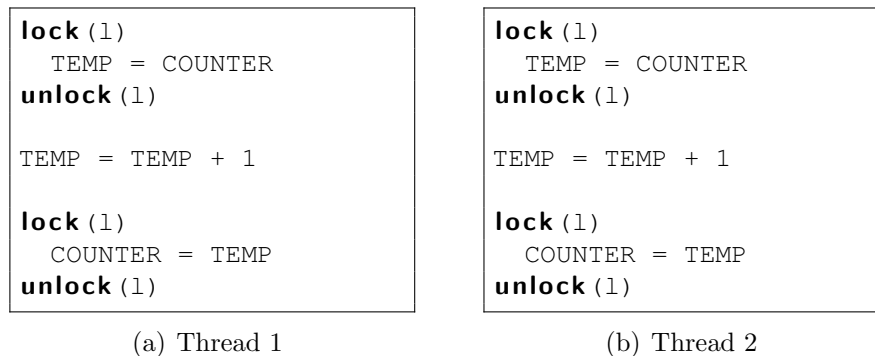 lock(l)
TEMP = COUNTER
unlock(l)
TEMP = TEMP + 1
lock(l)
COUNTER = TEMP
unlock(l)
(a) Thread 1
lock(l)
TEMP = COUNTER
unlock(l)
TEMP = TEMP + 1
lock(l)
COUNTER = TEMP
unlock(l)
(b) Thread 2